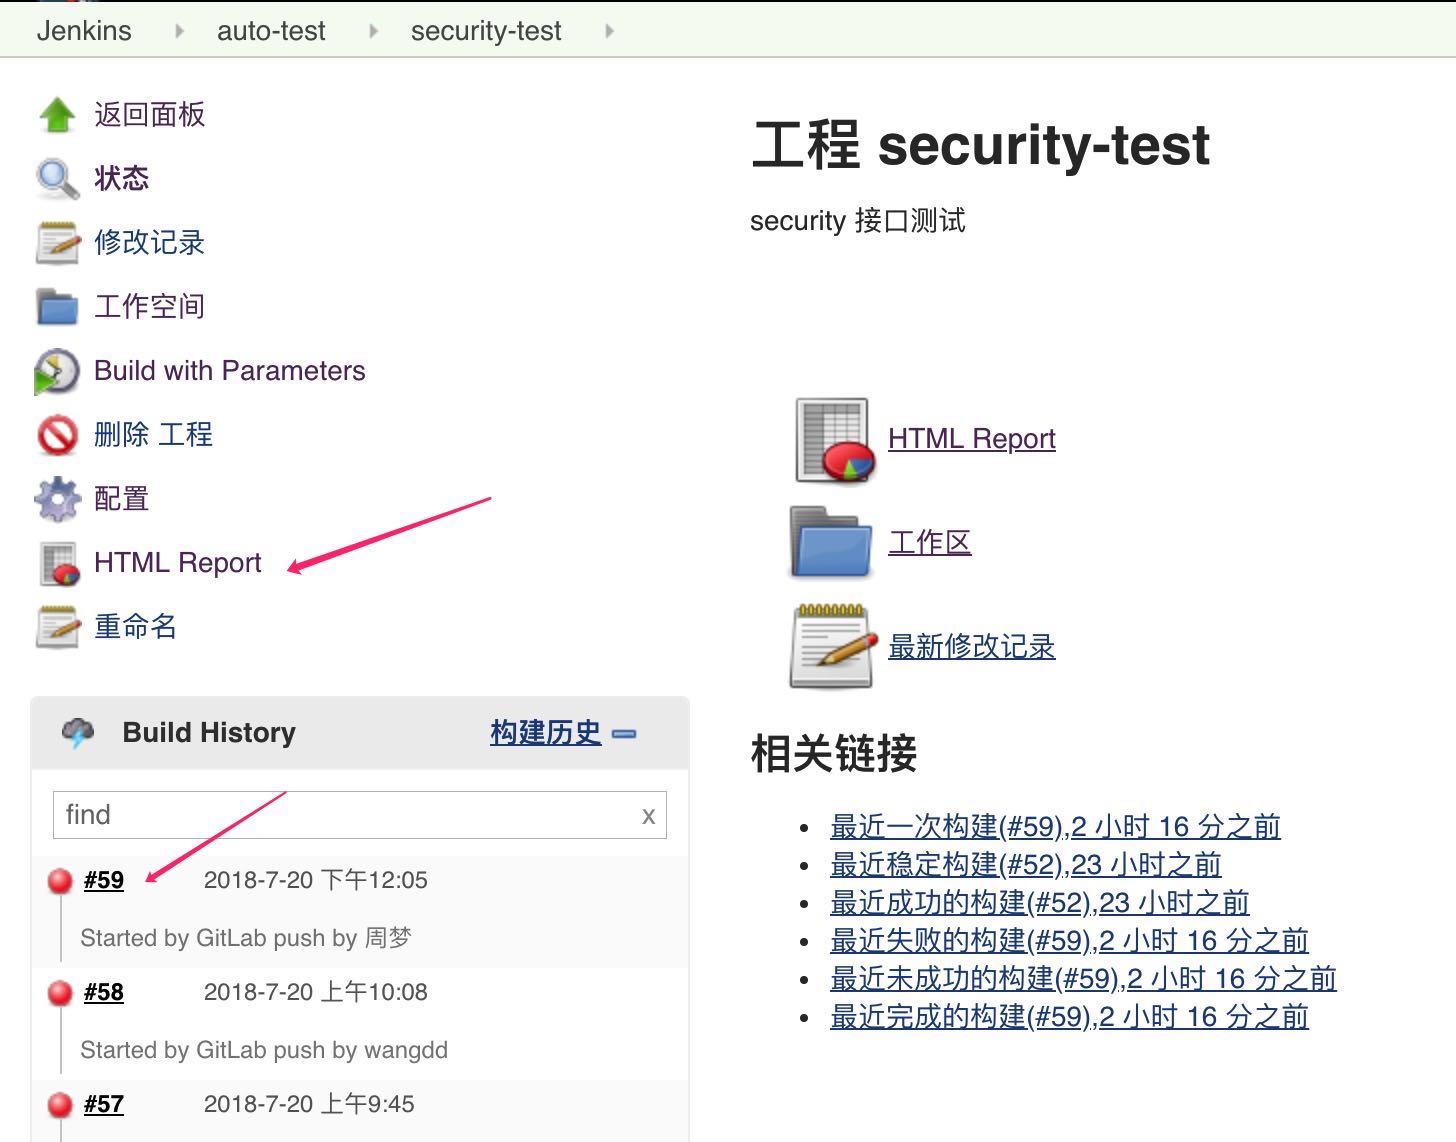 Jenkins auto-test security-test
返回面板
状态
修改记录
工作空间
Build with Parameters
删除 工程
配置
HTML Report
重命名
Build History 构建历史
find x
#59 2018-7-20 下午12:05
Started by GitLab push by 周梦
#58 2018-7-20 上午10:08
Started by GitLab push by wangdd
#57 2018-7-20 上午9:45
工程 security-test
security 接口测试
HTML Report
工作区
最新修改记录
相关链接
最近一次构建(#59),2 小时 16 分之前
最近稳定构建(#52),23 小时之前
最近成功的构建(#52),23 小时之前
最近失败的构建(#59),2 小时 16 分之前
最近未成功的构建(#59),2 小时 16 分之前
最近完成的构建(#59),2 小时 16 分之前